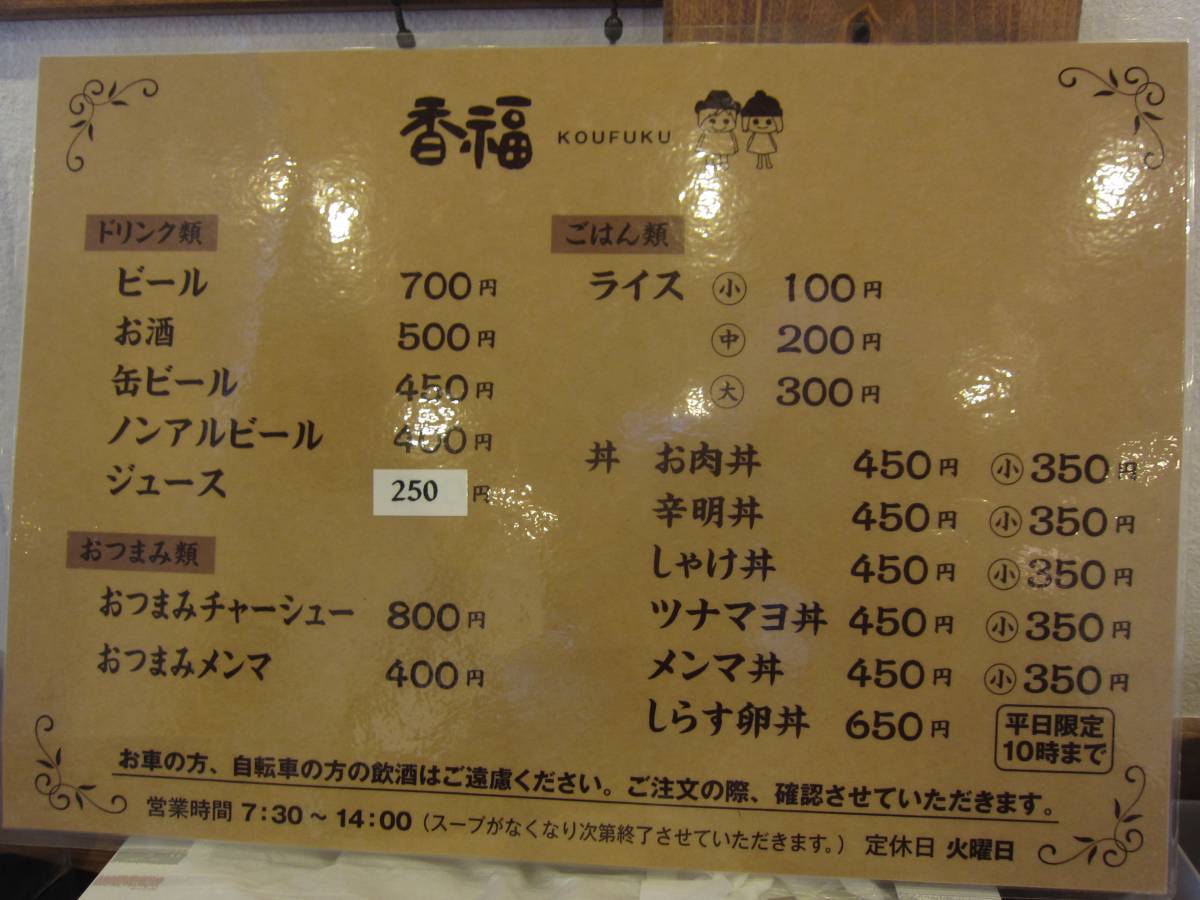 香福 KOUFUKU
ドリンク類
ビール 700円
お酒 500円
缶ビール 450円
ノンアルビール 400円
ジュース 250 円
おつまみ類
おつまみチャーシュー 800円
おつまみメンマ 400円
ごはん類
ライス 小 100円
中 200円
大 300円
丼 お肉丼 450円 小 350円
辛明丼 450円 小 350円
しゃけ丼 450円 小 350円
ツナマヨ丼 450円 小 350円
メンマ丼 450円 小 350円
しらす卵丼 650円 平日限定
10時まで
お車の方、自転車の方の飲酒はご遠慮ください。ご注文の際、確認させていただきます。
営業時間 7:30~14:00(スープがなくなり次第終了させていただきます。) 定休日 火曜日